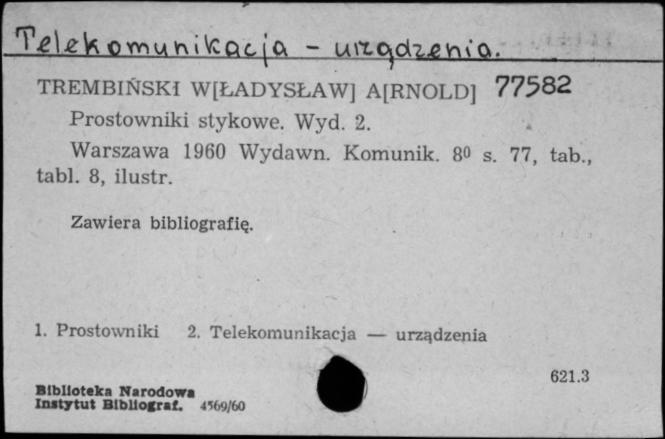 Telekomunikacja - urządzenia.
TREMBIŃSKI W[ŁADYSŁAW] A[RNOLD] 77582
Prostowniki stykowe. Wyd. 2.
Warszawa 1960 Wydawn. Komunik. 8⁰ s. 77, tab.,
tabl. 8, ilustr.
Zawiera bibliografię.
1. Prostowniki 2. Telekomunikacja — urządzenia
621.3
Biblioteka Narodowa
Instytut Bibliograf. 4569/60